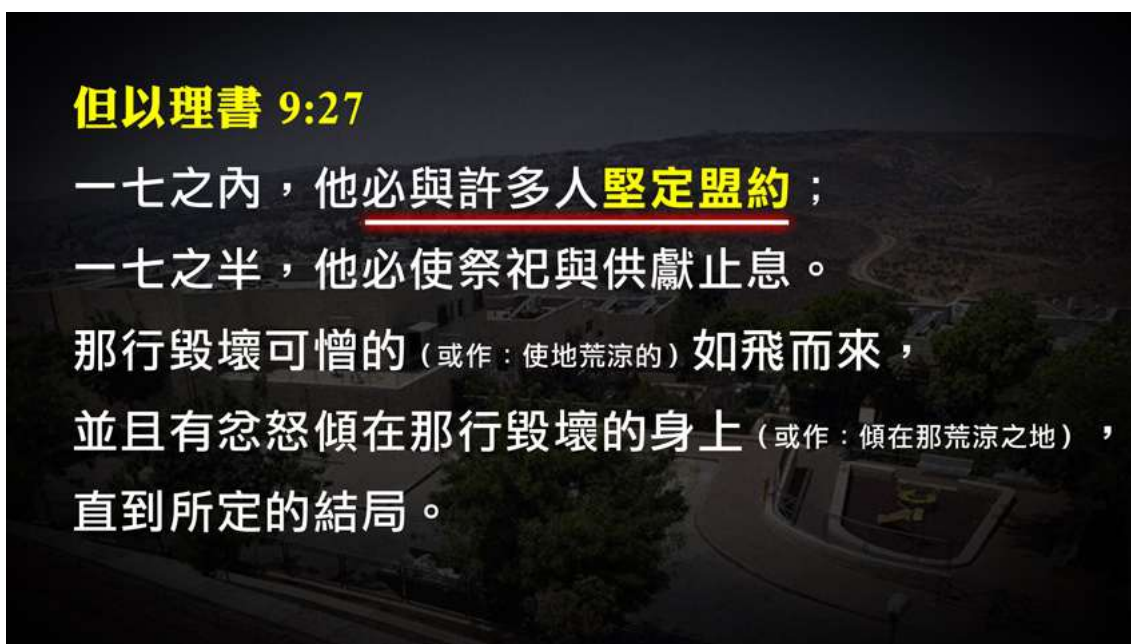 但以理書 9:27
一七之內，他必與許多人堅定盟約；
一七之半，他必使祭祀與供獻止息。
那行毀壞可憎的（或作：使地荒涼的）如飛而來，
並且有忿怒傾在那行毀壞的身上（或作：傾在那荒涼之地），
直到所定的結局。